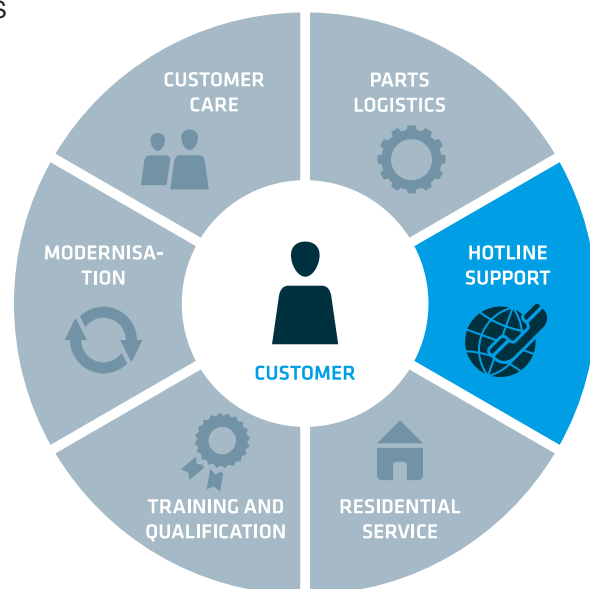 S
CUSTOMER
CARE
PARTS
LOGISTICS
MODERNISA-
TION
HOTLINE
SUPPORT
CUSTOMER
TRAINING AND
QUALIFICATION
RESIDENTIAL
SERVICE